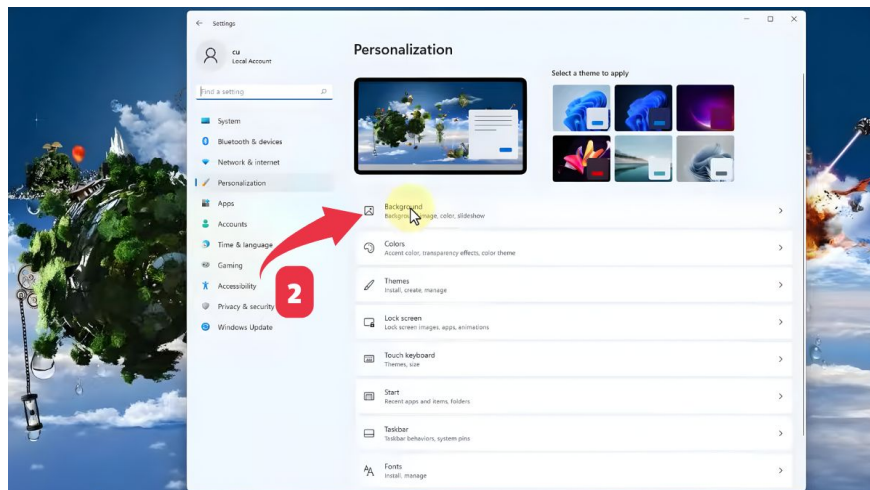 Settings
cu
Local Account
Find a setting
System
Bluetooth & devices
Network & internet
Personalization
Apps
Accounts
Time & language
Gaming
Accessibility
Privacy & security
Windows Update
Personalization
Select a theme to apply
Background
Background image, color, slideshow
Colors
Accent color, transparency effects, color theme
Themes
Install, create, manage
Lock screen
Lock screen images, apps, animations
Touch keyboard
Themes, size
Start
Recent apps and items, folders
Taskbar
Taskbar behaviors, system pins
Fonts
Install, manage
2